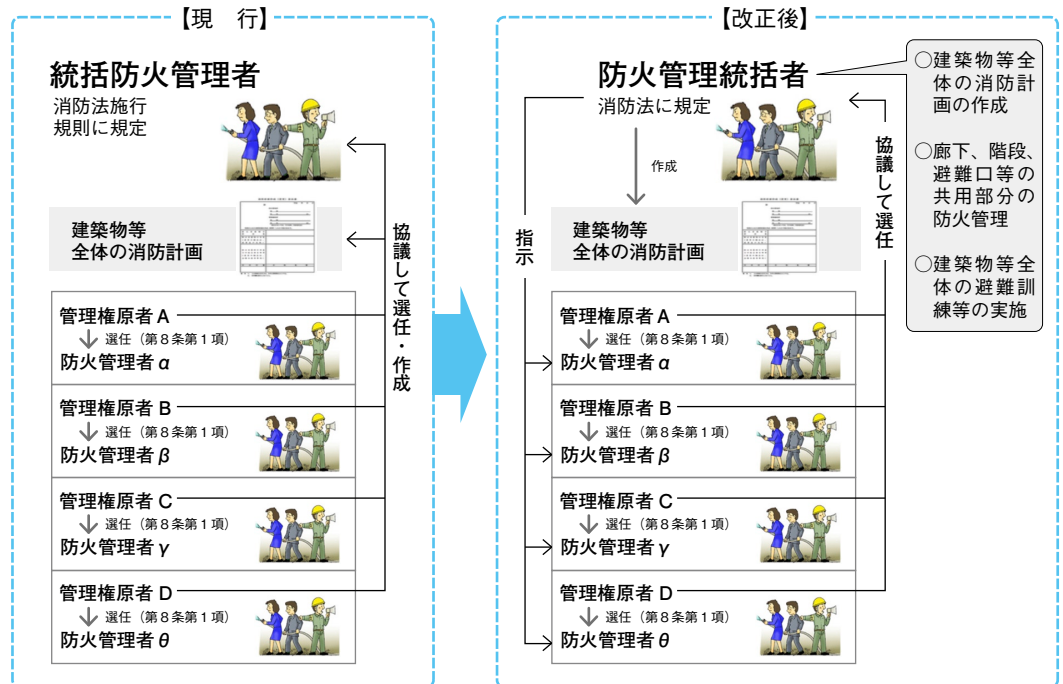 【現　行】
統括防火管理者
消防法施行
規則に規定
建築物等
全体の消防計画
協議して選任・作成
管理権原者 A
選任（第８条第１項）
防火管理者 α
管理権原者 B
選任（第８条第１項）
防火管理者 β
管理権原者 C
選任（第８条第１項）
防火管理者 γ
管理権原者 D
選任（第８条第１項）
防火管理者 θ
【改正後】
防火管理統括者
消防法に規定
作成
建築物等
全体の消防計画
指示
協議して選任
管理権原者 A
選任（第８条第１項）
防火管理者 α
管理権原者 B
選任（第８条第１項）
防火管理者 β
管理権原者 C
選任（第８条第１項）
防火管理者 γ
管理権原者 D
選任（第８条第１項）
防火管理者 θ
○建築物等全
体の消防計
画の作成
○廊下、階段、
避難口等の
共用部分の
防火管理
○建築物等全
体の避難訓
練等の実施